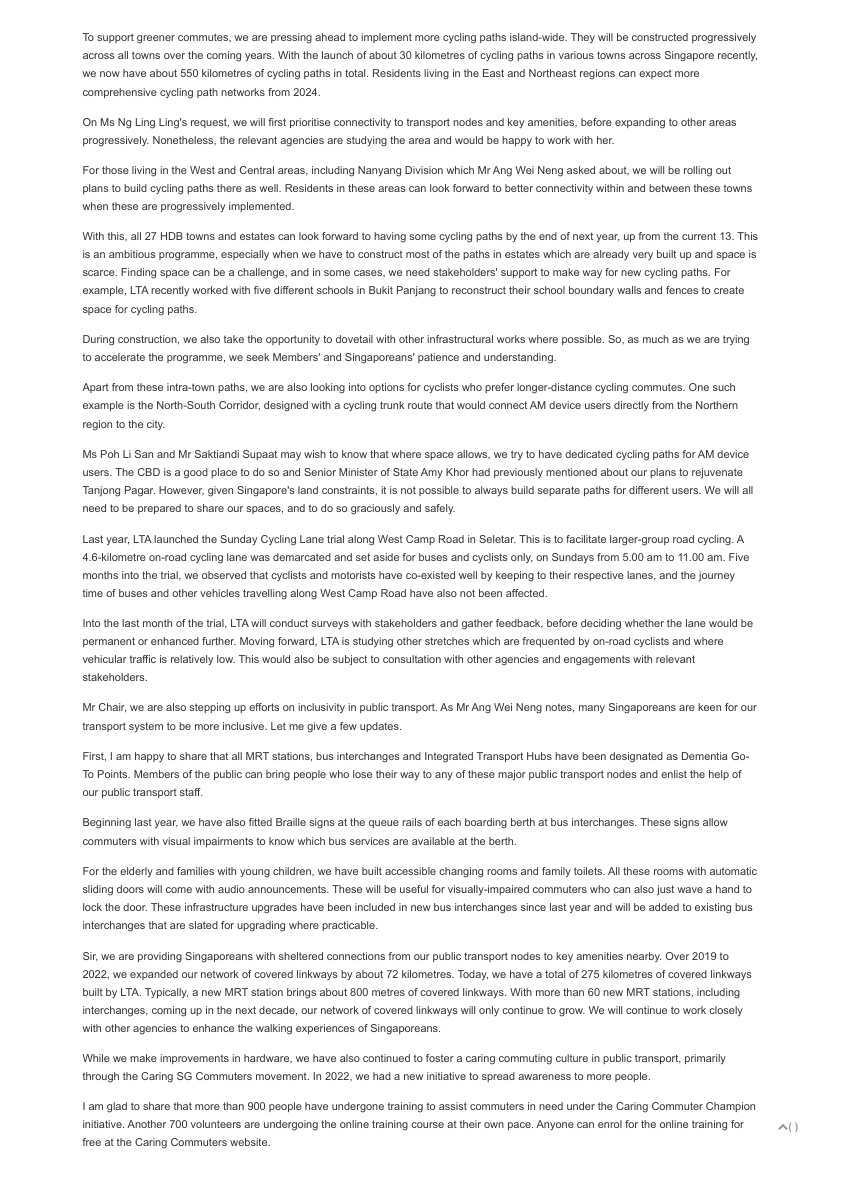 To support greener commutes, we are pressing ahead to implement more cycling paths island-wide. They will be constructed progressively
across all towns over the coming years. With the launch of about 30 kilometres of cycling paths in various towns across Singapore recently,
we now have about 550 kilometres of cycling paths in total. Residents living in the East and Northeast regions can expect more
comprehensive cycling path networks from 2024.
On Ms Ng Ling Ling's request, we will first prioritise connectivity to transport nodes and key amenities, before expanding to other areas
progressively. Nonetheless, the relevant agencies are studying the area and would be happy to work with her.
For those living in the West and Central areas, including Nanyang Division which Mr Ang Wei Neng asked about, we will be rolling out
plans to build cycling paths there as well. Residents in these areas can look forward to better connectivity within and between these towns
when these are progressively implemented.
With this, all 27 HDB towns and estates can look forward to having some cycling paths by the end of next year, up from the current 13. This
is an ambitious programme, especially when we have to construct most of the paths in estates which are already very built up and space is
scarce. Finding space can be a challenge, and in some cases, we need stakeholders' support to make way for new cycling paths. For
example, LTA recently worked with five different schools in Bukit Panjang to reconstruct their school boundary walls and fences to create
space for cycling paths.
During construction, we also take the opportunity to dovetail with other infrastructural works where possible. So, as much as we are trying
to accelerate the programme, we seek Members' and Singaporeans' patience and understanding.
Apart from these intra-town paths, we are also looking into options for cyclists who prefer longer-distance cycling commutes. One such
example is the North-South Corridor, designed with a cycling trunk route that would connect AM device users directly from the Northern
region to the city.
Ms Poh Li San and Mr Saktiandi Supaat may wish to know that where space allows, we try to have dedicated cycling paths for AM device
users. The CBD is a good place to do so and Senior Minister of State Amy Khor had previously mentioned about our plans to rejuvenate
Tanjong Pagar. However, given Singapore's land constraints, it is not possible to always build separate paths for different users. We will all
need to be prepared to share our spaces, and to do so graciously and safely.
Last year, LTA launched the Sunday Cycling Lane trial along West Camp Road in Seletar. This is to facilitate larger-group road cycling. A
4.6-kilometre on-road cycling lane was demarcated and set aside for buses and cyclists only, on Sundays from 5.00 am to 11.00 am. Five
months into the trial, we observed that cyclists and motorists have co-existed well by keeping to their respective lanes, and the journey
time of buses and other vehicles travelling along West Camp Road have also not been affected.
Into the last month of the trial, LTA will conduct surveys with stakeholders and gather feedback, before deciding whether the lane would be
permanent or enhanced further. Moving forward, LTA is studying other stretches which are frequented by on-road cyclists and where
vehicular traffic is relatively low. This would also be subject to consultation with other agencies and engagements with relevant
stakeholders.
Mr Chair, we are also stepping up efforts on inclusivity in public transport. As Mr Ang Wei Neng notes, many Singaporeans are keen for our
transport system to be more inclusive. Let me give a few updates.
First, I am happy to share that all MRT stations, bus interchanges and Integrated Transport Hubs have been designated as Dementia Go-
To Points. Members of the public can bring people who lose their way to any of these major public transport nodes and enlist the help of
our public transport staff.
Beginning last year, we have also fitted Braille signs at the queue rails of each boarding berth at bus interchanges. These signs allow
commuters with visual impairments to know which bus services are available at the berth.
For the elderly and families with young children, we have built accessible changing rooms and family toilets. All these rooms with automatic
sliding doors will come with audio announcements. These will be useful for visually-impaired commuters who can also just wave a hand to
lock the door. These infrastructure upgrades have been included in new bus interchanges since last year and will be added to existing bus
interchanges that are slated for upgrading where practicable.
Sir, we are providing Singaporeans with sheltered connections from our public transport nodes to key amenities nearby. Over 2019 to
2022, we expanded our network of covered linkways by about 72 kilometres. Today, we have a total of 275 kilometres of covered linkways
built by LTA. Typically, a new MRT station brings about 800 metres of covered linkways. With more than 60 new MRT stations, including
interchanges, coming up in the next decade, our network of covered linkways will only continue to grow. We will continue to work closely
with other agencies to enhance the walking experiences of Singaporeans.
While we make improvements in hardware, we have also continued to foster a caring commuting culture in public transport, primarily
through the Caring SG Commuters movement. In 2022, we had a new initiative to spread awareness to more people.
I am glad to share that more than 900 people have undergone training to assist commuters in need under the Caring Commuter Champion
initiative. Another 700 volunteers are undergoing the online training course at their own pace. Anyone can enrol for the online training for
free at the Caring Commuters website.
( )